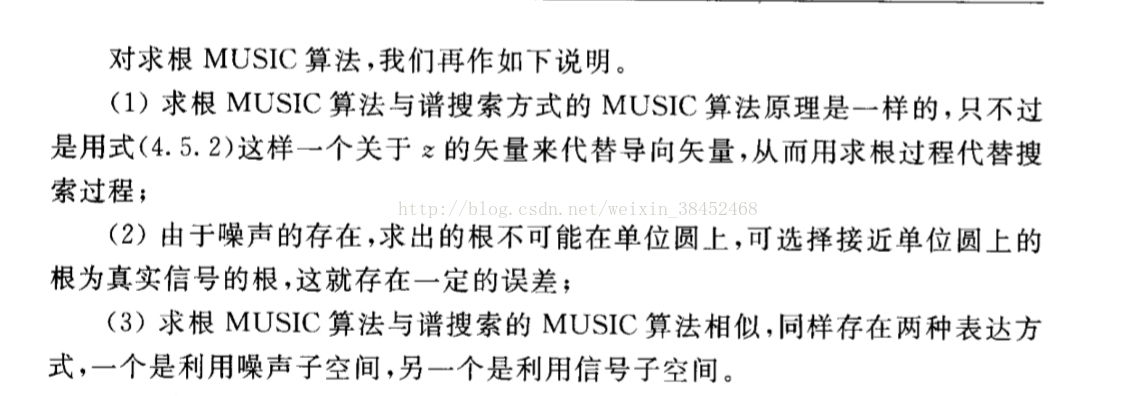 对求根 MUSIC 算法,我们再作如下说明。
(1) 求根 MUSIC 算法与谱搜索方式的 MUSIC 算法原理是一样的,只不过
是用式(4.5.2)这样一个关于 z 的矢量来代替导向矢量,从而用求根过程代替搜
索过程;
http://blog.csdn.net/weixin_38452468
(2) 由于噪声的存在,求出的根不可能在单位圆上,可选择接近单位圆上的
根为真实信号的根,这就存在一定的误差;
(3) 求根 MUSIC 算法与谱搜索的 MUSIC 算法相似,同样存在两种表达方
式,一个是利用噪声子空间,另一个是利用信号子空间。